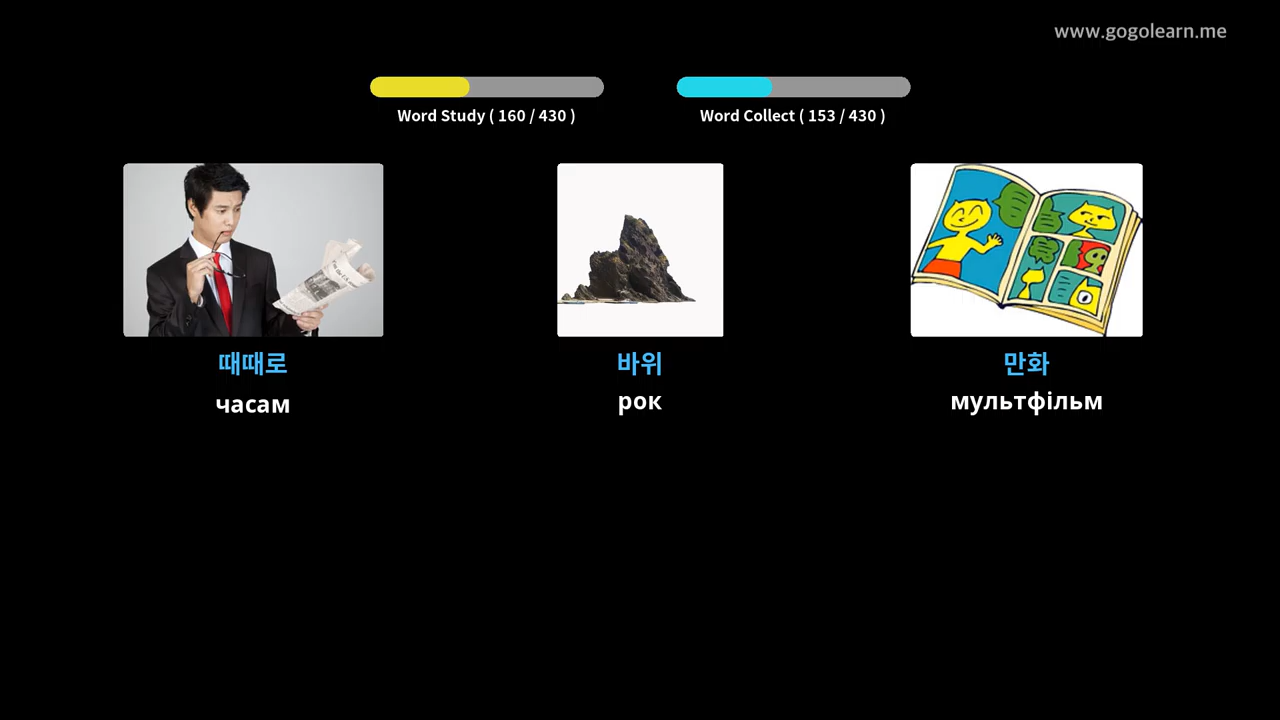 www.gogolearn.me
Word Study ( 160 / 430 )
Word Collect ( 153 / 430 )
때때로
바위
만화
часам
рок
мультфільм